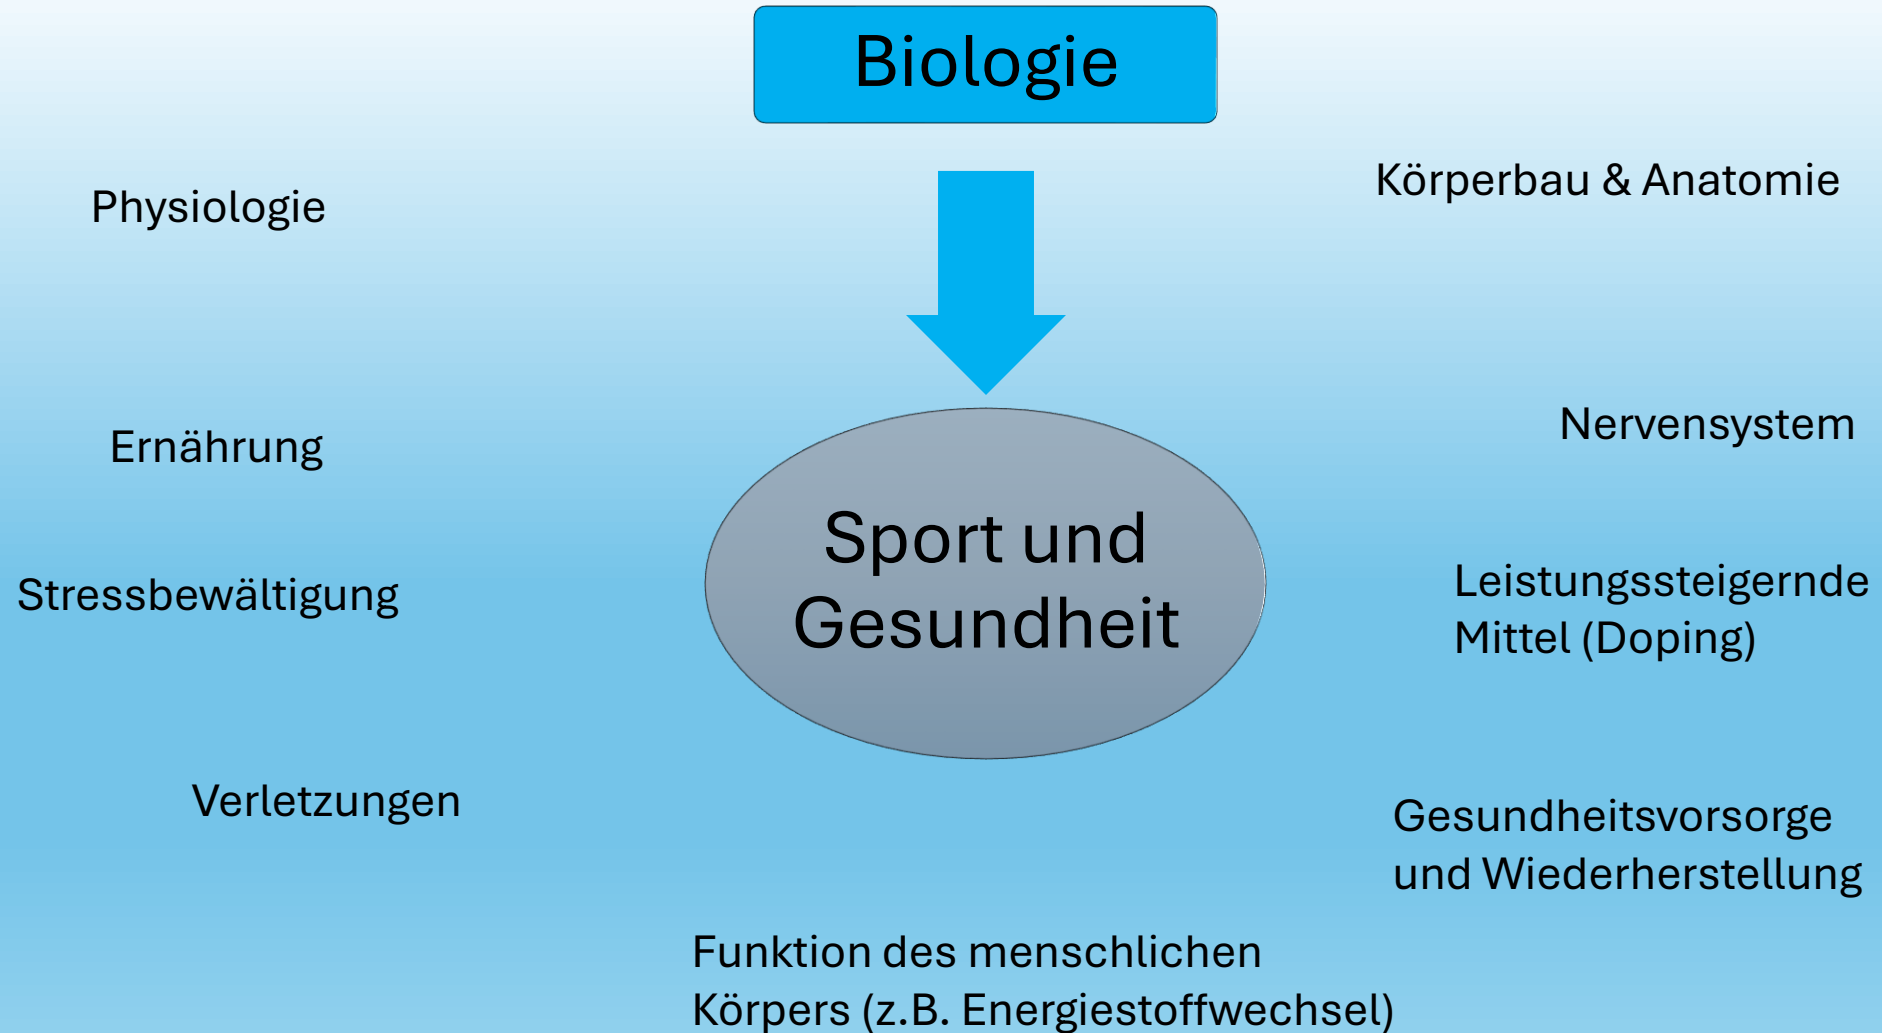 Biologie
Physiologie
Körperbau & Anatomie
Ernährung
Nervensystem
Sport und
Gesundheit
Stressbewältigung
Leistungssteigernde
Mittel (Doping)
Verletzungen
Gesundheitsvorsorge
und Wiederherstellung
Funktion des menschlichen
Körpers (z.B. Energiestoffwechsel)